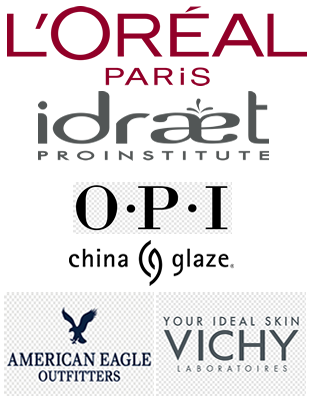 L'ORÉAL
PARiS
idraet
PROINSTITUTE
O·P·I
china glaze®
AMERICAN EAGLE
OUTFITTERS
YOUR IDEAL SKIN
VICHY
LABORATOIRES